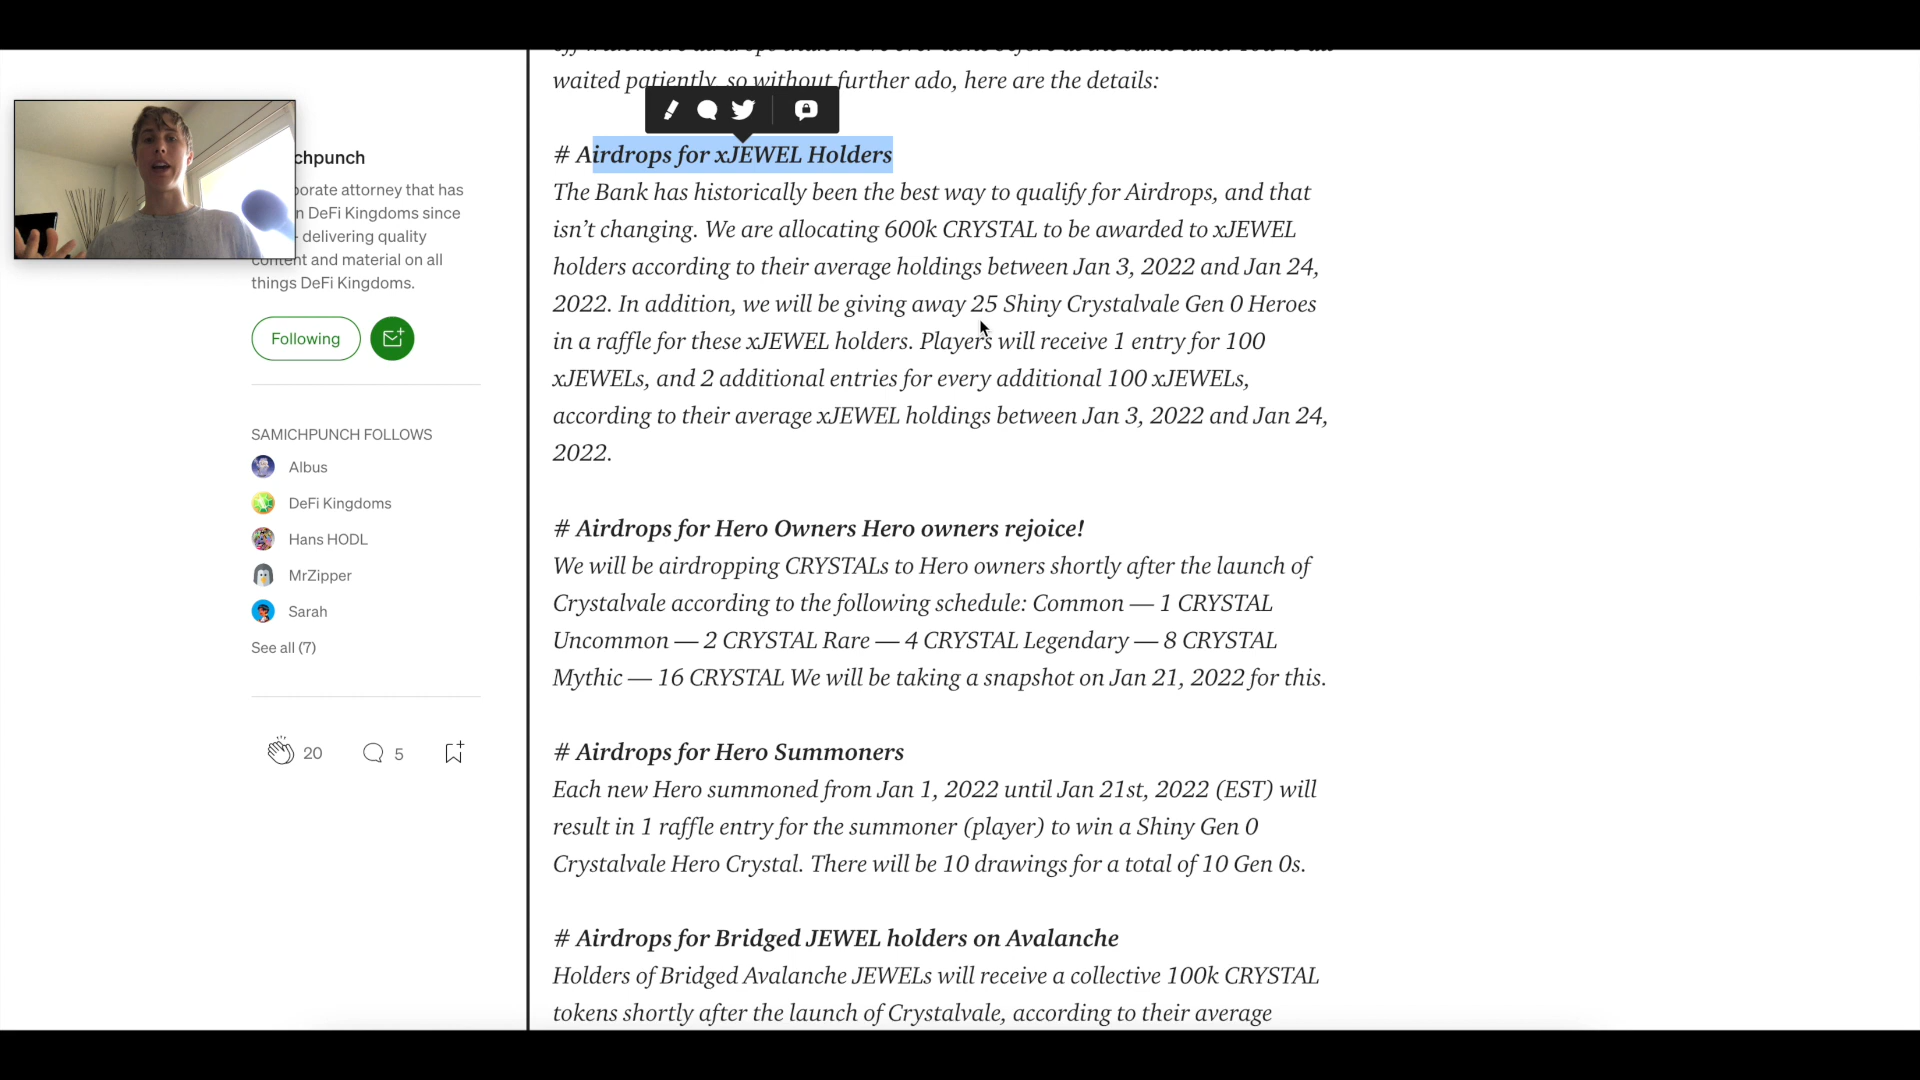 waited patiently, so without further ado, here are the details:
# Airdrops for xJEWEL Holders
The Bank has historically been the best way to qualify for Airdrops, and that
isn’t changing. We are allocating 600k CRYSTAL to be awarded to xJEWEL
holders according to their average holdings between Jan 3, 2022 and Jan 24,
2022. In addition, we will be giving away 25 Shiny Crystalvale Gen 0 Heroes
in a raffle for these xJEWEL holders. Players will receive 1 entry for 100
xJEWELs, and 2 additional entries for every additional 100 xJEWELs,
according to their average xJEWEL holdings between Jan 3, 2022 and Jan 24,
2022.
# Airdrops for Hero Owners Hero owners rejoice!
We will be airdropping CRYSTALs to Hero owners shortly after the launch of
Crystalvale according to the following schedule: Common — 1 CRYSTAL
Uncommon — 2 CRYSTAL Rare — 4 CRYSTAL Legendary — 8 CRYSTAL
Mythic — 16 CRYSTAL We will be taking a snapshot on Jan 21, 2022 for this.
# Airdrops for Hero Summoners
Each new Hero summoned from Jan 1, 2022 until Jan 21st, 2022 (EST) will
result in 1 raffle entry for the summoner (player) to win a Shiny Gen 0
Crystalvale Hero Crystal. There will be 10 drawings for a total of 10 Gen 0s.
# Airdrops for Bridged JEWEL holders on Avalanche
Holders of Bridged Avalanche JEWELs will receive a collective 100k CRYSTAL
tokens shortly after the launch of Crystalvale, according to their average
chpunch
attorney that has
DeFi Kingdoms since
delivering quality
content and material on all
things DeFi Kingdoms.
Following
SAMICHPUNCH FOLLOWS
Albus
DeFi Kingdoms
Hans HODL
MrZipper
Sarah
See all (7)
20
5